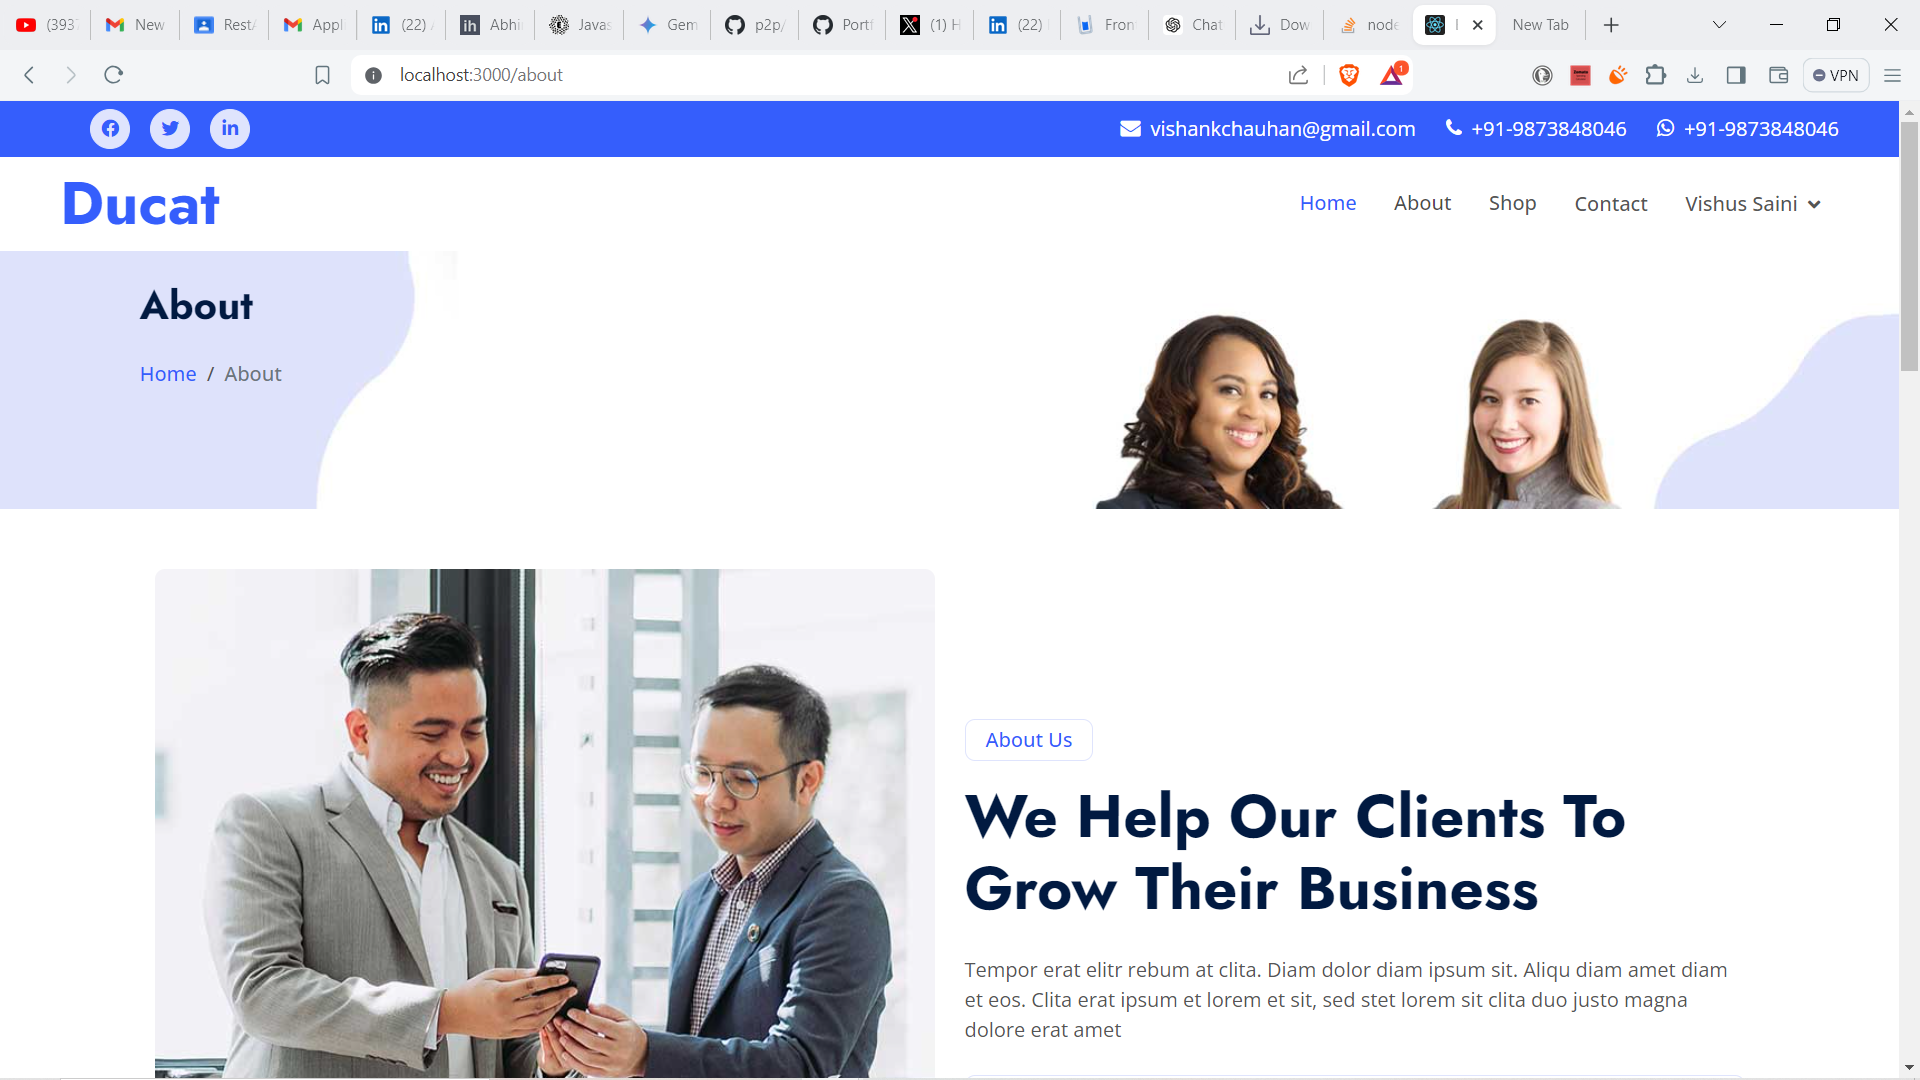 (393 New RestA Appl (22) A Abhi Javas Gem p2p/ Portf (1) H (22) Fron Chat Dow node New Tab
localhost:3000/about 1 VPN
vishankchauhan@gmail.com +91-9873848046 +91-9873848046
Ducat Home About Shop Contact Vishus Saini
About
Home / About
About Us
We Help Our Clients To
Grow Their Business
Tempor erat elitr rebum at clita. Diam dolor diam ipsum sit. Aliqu diam amet diam
et eos. Clita erat ipsum et lorem et sit, sed stet lorem sit clita duo justo magna
dolore erat amet